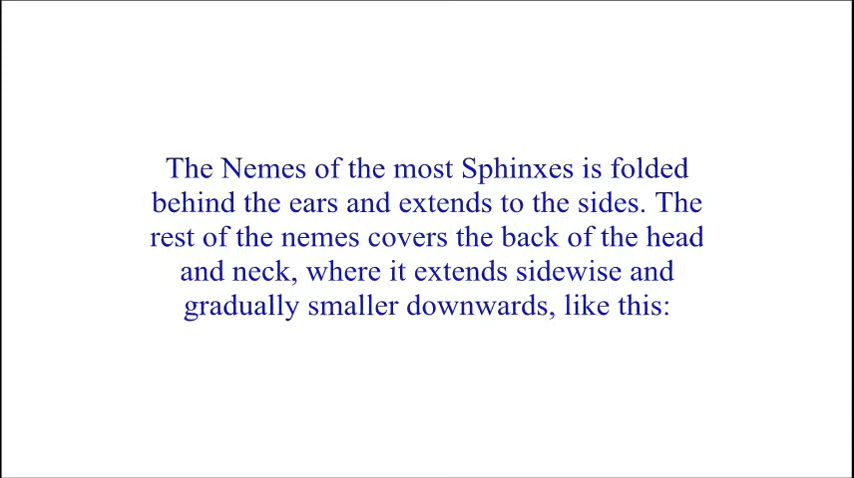 The Nemes of the most Sphinxes is folded
behind the ears and extends to the sides. The
rest of the nemes covers the back of the head
and neck, where it extends sidewise and
gradually smaller downwards, like this: